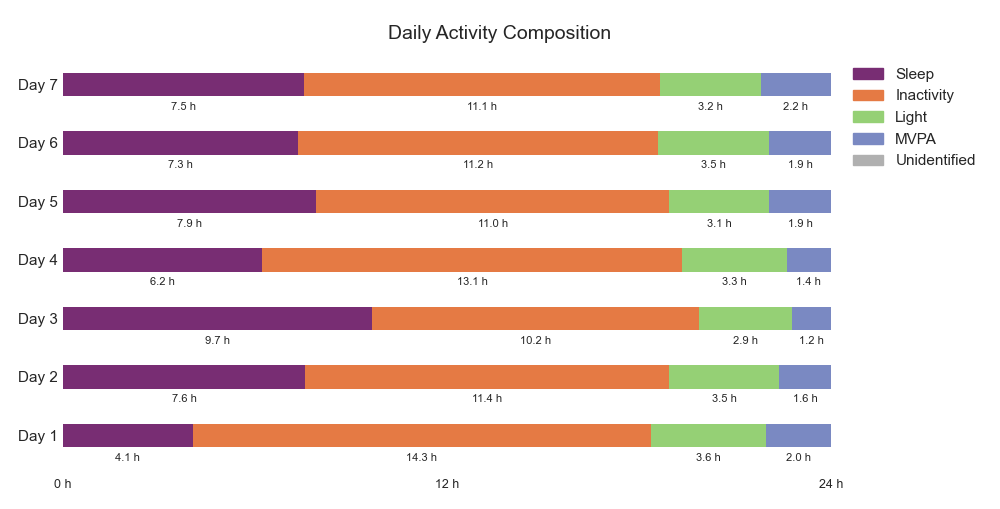 Daily Activity Composition
Day 7
7.5 h 11.1 h 3.2 h 2.2 h
Day 6
7.3 h 11.2 h 3.5 h 1.9 h
Day 5
7.9 h 11.0 h 3.1 h 1.9 h
Day 4
6.2 h 13.1 h 3.3 h 1.4 h
Day 3
9.7 h 10.2 h 2.9 h 1.2 h
Day 2
7.6 h 11.4 h 3.5 h 1.6 h
Day 1
4.1 h 14.3 h 3.6 h 2.0 h
0 h 12 h 24 h
Sleep
Inactivity
Light
MVPA
Unidentified